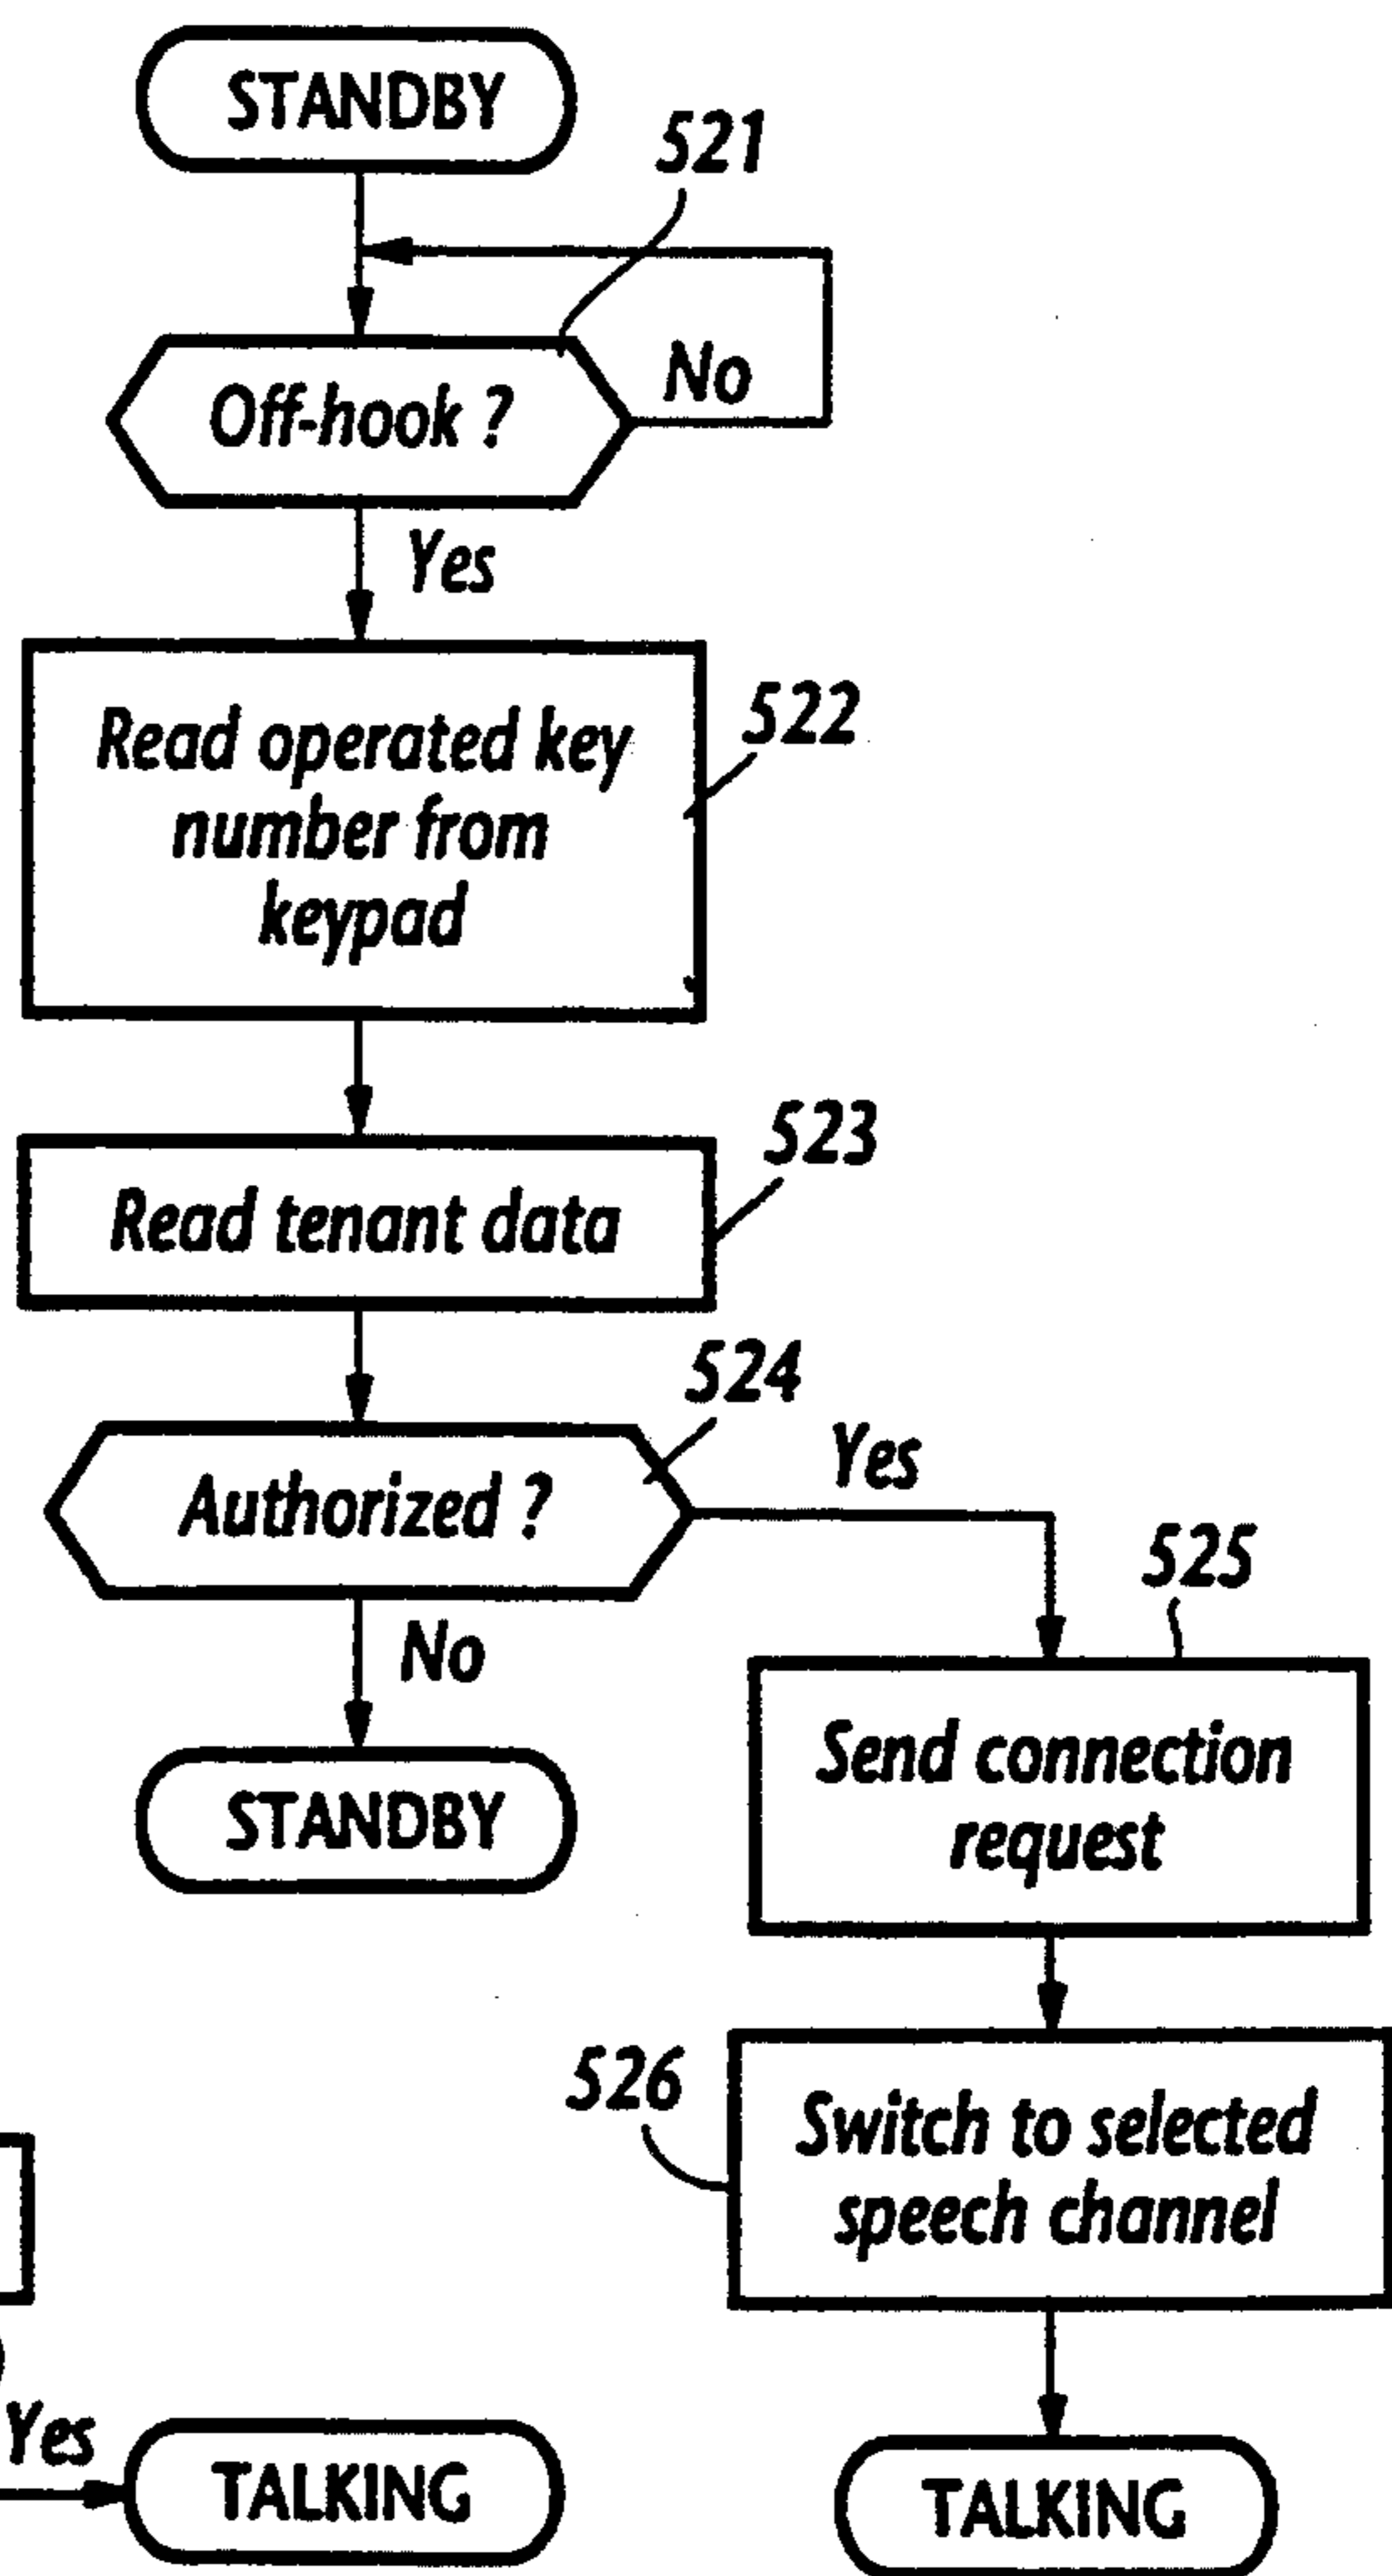 STANDBY
521
Off-hook ?
No
Yes
Read operated key
number from
keypad
522
Read tenant data
523
Authorized ?
524
Yes
No
STANDBY
525
Send connection
request
526
Switch to selected
speech channel
Yes
TALKING
TALKING